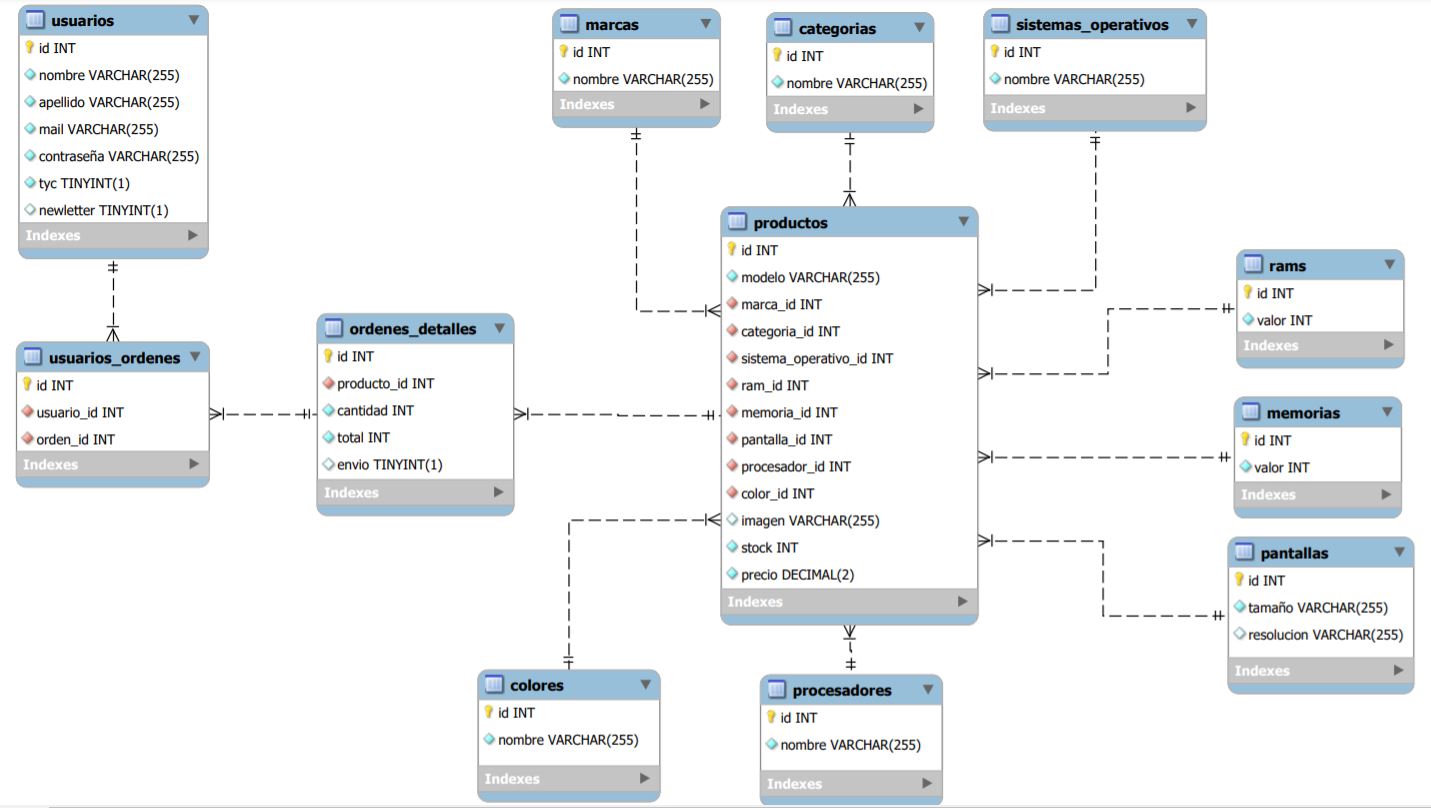 usuarios
id INT
nombre VARCHAR(255)
apellido VARCHAR(255)
mail VARCHAR(255)
contraseña VARCHAR(255)
tyc TINYINT(1)
newletter TINYINT(1)
Indexes
marcas
id INT
nombre VARCHAR(255)
Indexes
categorias
id INT
nombre VARCHAR(255)
Indexes
sistemas_operativos
id INT
nombre VARCHAR(255)
Indexes
usuarios_ordenes
id INT
usuario_id INT
orden_id INT
Indexes
ordenes_detalles
id INT
producto_id INT
cantidad INT
total INT
envio TINYINT(1)
Indexes
productos
id INT
modelo VARCHAR(255)
marca_id INT
categoria_id INT
sistema_operativo_id INT
ram_id INT
memoria_id INT
pantalla_id INT
procesador_id INT
color_id INT
imagen VARCHAR(255)
stock INT
precio DECIMAL(2)
Indexes
rams
id INT
valor INT
Indexes
memorias
id INT
valor INT
Indexes
pantallas
id INT
tamaño VARCHAR(255)
resolucion VARCHAR(255)
Indexes
colores
id INT
nombre VARCHAR(255)
Indexes
procesadores
id INT
nombre VARCHAR(255)
Indexes